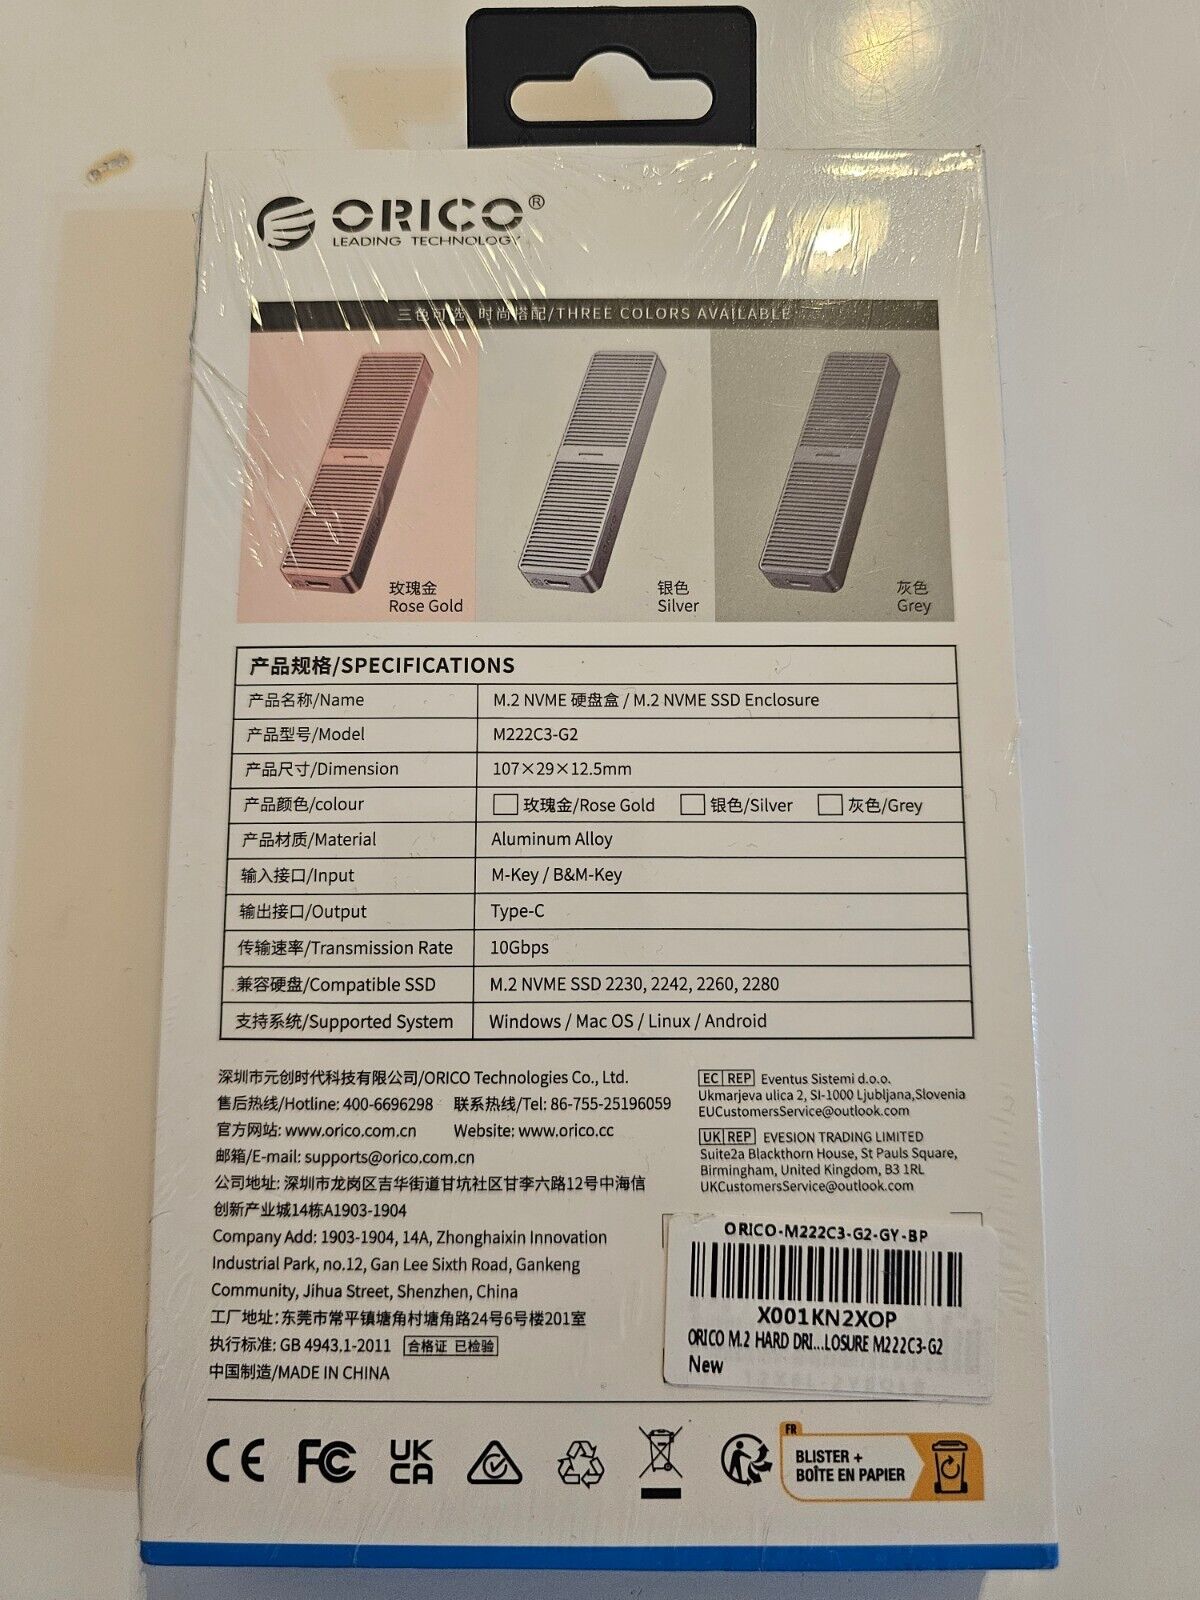 ORICO®
LEADING TECHNOLOGY
三色可选 时尚搭配/THREE COLORS AVAILABLE
玫瑰金
Rose Gold
银色
Silver
灰色
Grey
产品规格/SPECIFICATIONS
产品名称/Name M.2 NVME 硬盘盒 / M.2 NVME SSD Enclosure
产品型号/Model M222C3-G2
产品尺寸/Dimension 107×29×12.5mm
产品颜色/colour 玫瑰金/Rose Gold 银色/Silver 灰色/Grey
产品材质/Material Aluminum Alloy
输入接口/Input M-Key / B&M-Key
输出接口/Output Type-C
传输速率/Transmission Rate 10Gbps
兼容硬盘/Compatible SSD M.2 NVME SSD 2230, 2242, 2260, 2280
支持系统/Supported System Windows / Mac OS / Linux / Android
深圳市元创时代科技有限公司/ORICO Technologies Co., Ltd.
售后热线/Hotline: 400-6696298 联系热线/Tel: 86-755-25196059
官方网站: www.orico.com.cn Website: www.orico.cc
邮箱/E-mail: supports@orico.com.cn
公司地址: 深圳市龙岗区吉华街道甘坑社区甘李六路12号中海信
创新产业城14栋A1903-1904
Company Add: 1903-1904, 14A, Zhonghaixin Innovation
Industrial Park, no.12, Gan Lee Sixth Road, Gankeng
Community, Jihua Street, Shenzhen, China
工厂地址: 东莞市常平镇塘角村塘角路24号6号楼201室
执行标准: GB 4943.1-2011 合格证 已检验
中国制造/MADE IN CHINA
EC REP Eventus Sistemi d.o.o.
Ukmarjeva ulica 2, SI-1000 Ljubljana,Slovenia
EUCustomersService@outlook.com
UK REP EVESION TRADING LIMITED
Suite2a Blackthorn House, St Pauls Square,
Birmingham, United Kingdom, B3 1RL
UKCustomersService@outlook.com
ORICO-M222C3-G2-GY-BP
X001KN2XOP
ORICO M.2 HARD DRI...LOSURE M222C3-G2
New
CE FC UK
CA
FR
BLISTER +
BOÎTE EN PAPIER